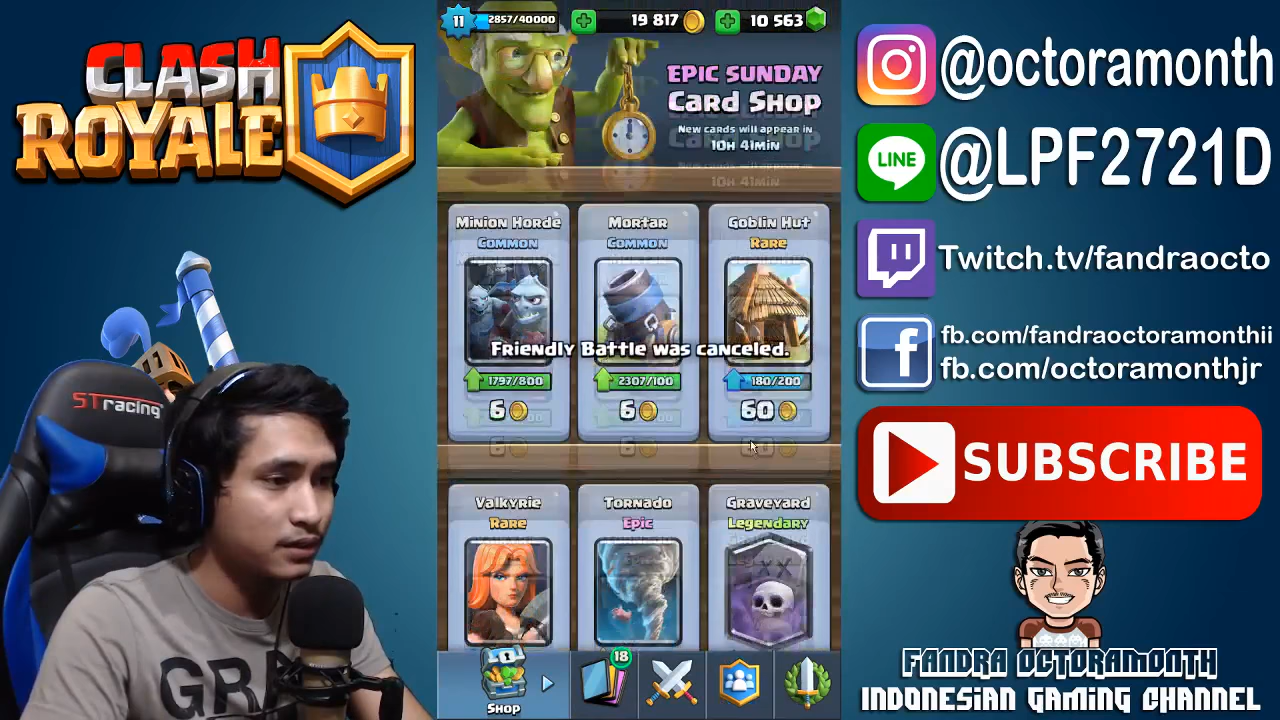 CLASH
ROYALE
STracing
GRA
11
2857/40000
19 817
10 563
EPIC SUNDAY
Card Shop
New cards will appear in
10h 41min
Minion Horde
Common
1797/800
6
Mortar
Common
2307/100
6
Goblin Hut
Rare
180/200
60
Friendly Battle was canceled.
Valkyrie
Rare
Tornado
Epic
Graveyard
Legendary
18
Shop
@octoramonth
LINE
@LPF2721D
Twitch.tv/fandraocto
fb.com/fandraoctoramonthii
fb.com/octoramonthjr
SUBSCRIBE
FANDRA OCTORAMONTH
INDONESIAN GAMING CHANNEL